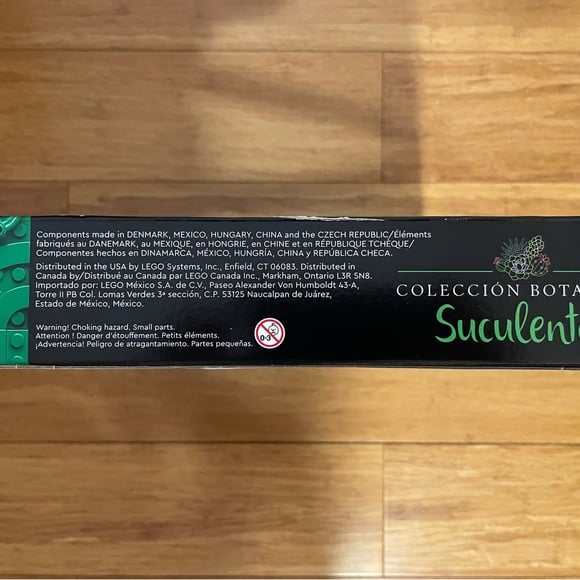 Components made in DENMARK, MEXICO, HUNGARY, CHINA and the CZECH REPUBLIC/Éléments
fabriqués au DANEMARK, au MEXIQUE, en HONGRIE, en CHINE et en RÉPUBLIQUE TCHÈQUE/
Componentes hechos en DINAMARCA, MÉXICO, HUNGRÍA, CHINA y REPÚBLICA CHECA.
Distributed in the USA by LEGO Systems, Inc., Enfield, CT 06083. Distributed in
Canada by/Distribué au Canada par LEGO Canada Inc., Markham, Ontario L3R 5N8.
Importado por: LEGO México S.A. de C.V., Paseo Alexander Von Humboldt 43-A,
Torre II PB Col. Lomas Verdes 3ª sección, C.P. 53125 Naucalpan de Juárez,
Estado de México, México.
Warning! Choking hazard. Small parts.
Attention ! Danger d'étouffement. Petits éléments.
¡Advertencia! Peligro de atragantamiento. Partes pequeñas.
0-3
COLECCIÓN BOTA
Suculent